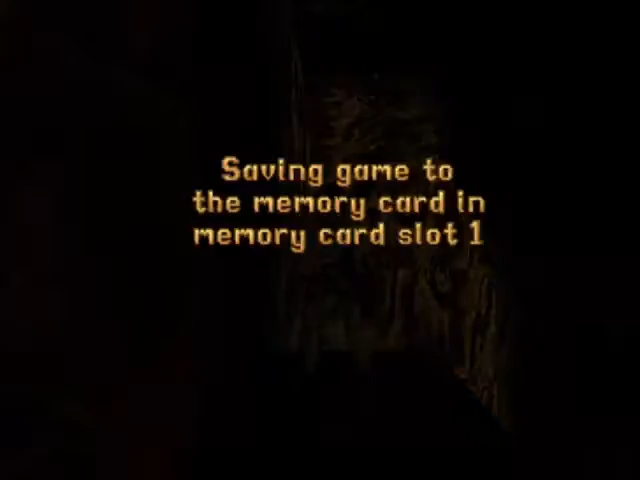 Saving game to
the memory card in
memory card slot 1